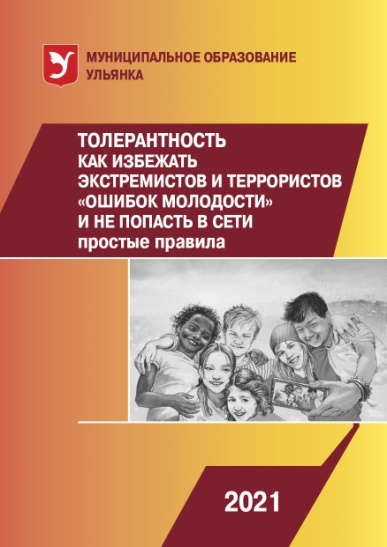 МУНИЦИПАЛЬНОЕ ОБРАЗОВАНИЕ
УЛЬЯНКА
ТОЛЕРАНТНОСТЬ
КАК ИЗБЕЖАТЬ
ЭКСТРЕМИСТОВ И ТЕРРОРИСТОВ
«ОШИБОК МОЛОДОСТИ»
И НЕ ПОПАСТЬ В СЕТИ
простые правила
2021